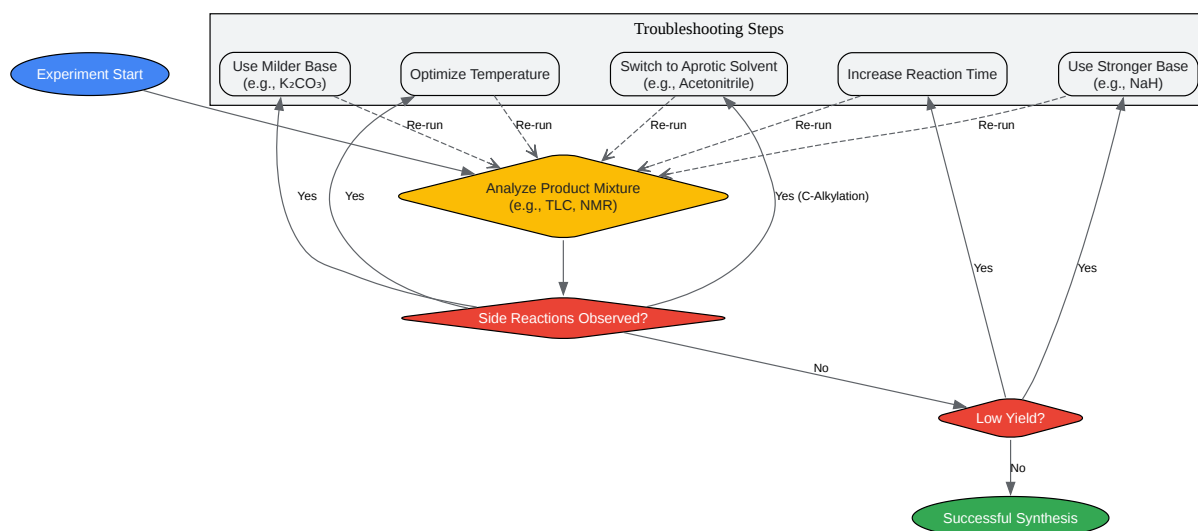 Troubleshooting Steps
Experiment Start
Use Milder Base
(e.g., K₂CO₃)
Optimize Temperature
Switch to Aprotic Solvent
(e.g., Acetonitrile)
Increase Reaction Time
Use Stronger Base
(e.g., NaH)
Re-run
Re-run
Re-run
Re-run
Re-run
Analyze Product Mixture
(e.g., TLC, NMR)
Yes
Yes
Yes (C-Alkylation)
Yes
Yes
Side Reactions Observed?
No
Low Yield?
No
Successful Synthesis